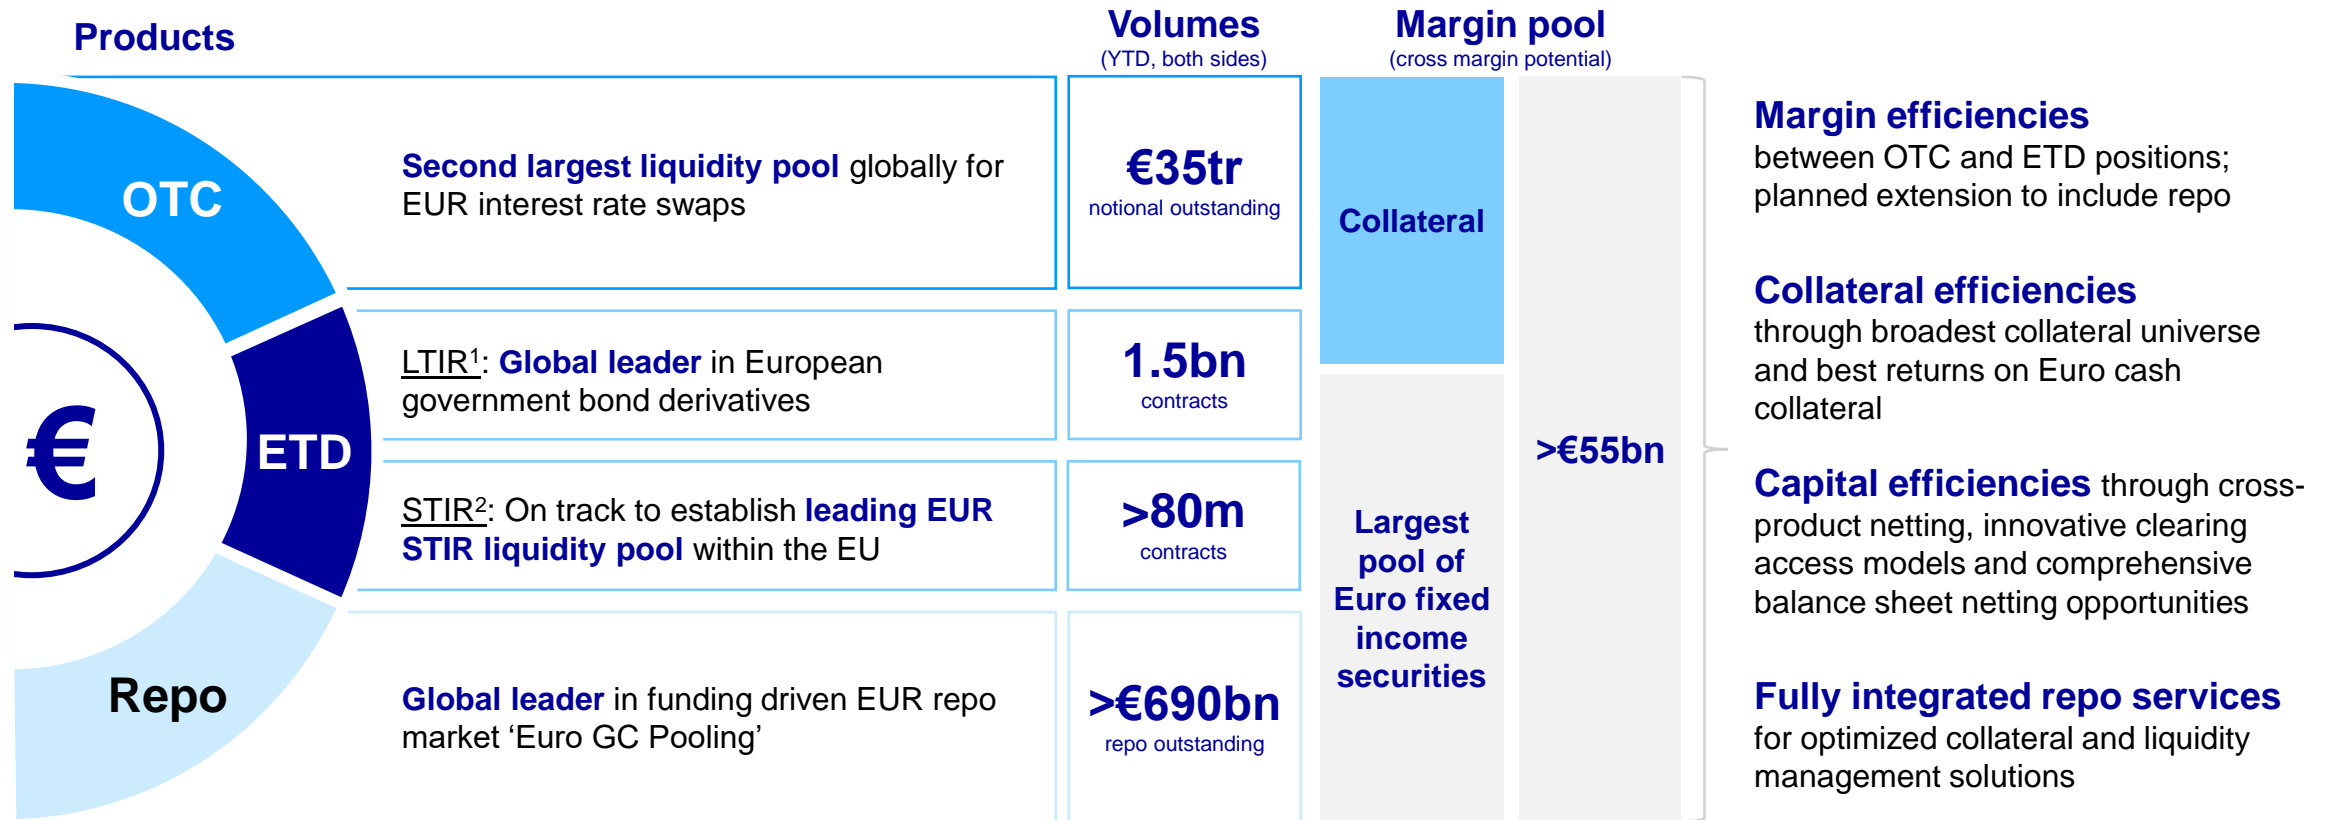 Products
Volumes
(YTD, both sides)
Margin pool
(cross margin potential)
€
OTC
Second largest liquidity pool globally for
EUR interest rate swaps
€35tr
notional outstanding
ETD
LTIR¹: Global leader in European
government bond derivatives
1.5bn
contracts
STIR²: On track to establish leading EUR
STIR liquidity pool within the EU
>80m
contracts
Repo
Global leader in funding driven EUR repo
market ‘Euro GC Pooling’
>€690bn
repo outstanding
Collateral
Largest
pool of
Euro fixed
income
securities
>€55bn
Margin efficiencies
between OTC and ETD positions;
planned extension to include repo
Collateral efficiencies
through broadest collateral universe
and best returns on Euro cash
collateral
Capital efficiencies through cross-
product netting, innovative clearing
access models and comprehensive
balance sheet netting opportunities
Fully integrated repo services
for optimized collateral and liquidity
management solutions